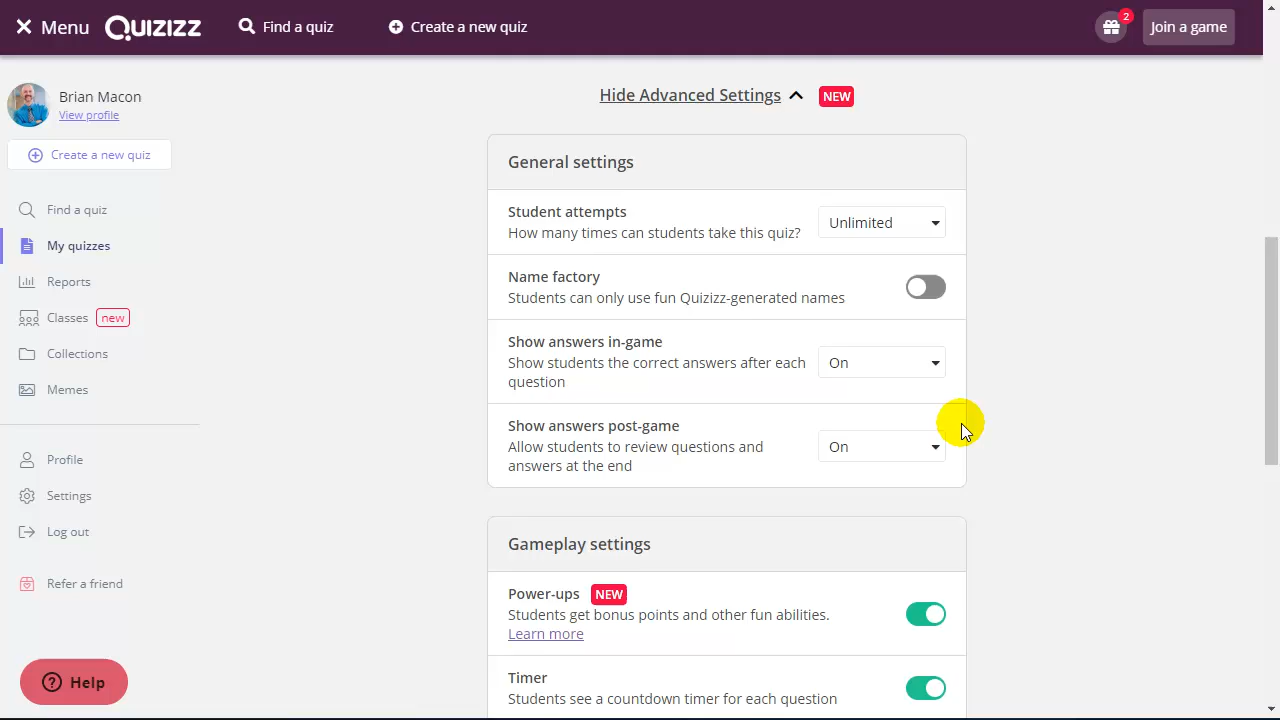 Menu
Quizizz
Find a quiz
Create a new quiz
2
Join a game
Brian Macon
View profile
Create a new quiz
Find a quiz
My quizzes
Reports
Classes new
Collections
Memes
Profile
Settings
Log out
Refer a friend
Help
Hide Advanced Settings NEW
General settings
Student attempts
How many times can students take this quiz?
Unlimited
Name factory
Students can only use fun Quizizz-generated names
Show answers in-game
Show students the correct answers after each
question
On
Show answers post-game
Allow students to review questions and
answers at the end
On
Gameplay settings
Power-ups NEW
Students get bonus points and other fun abilities.
Learn more
Timer
Students see a countdown timer for each question